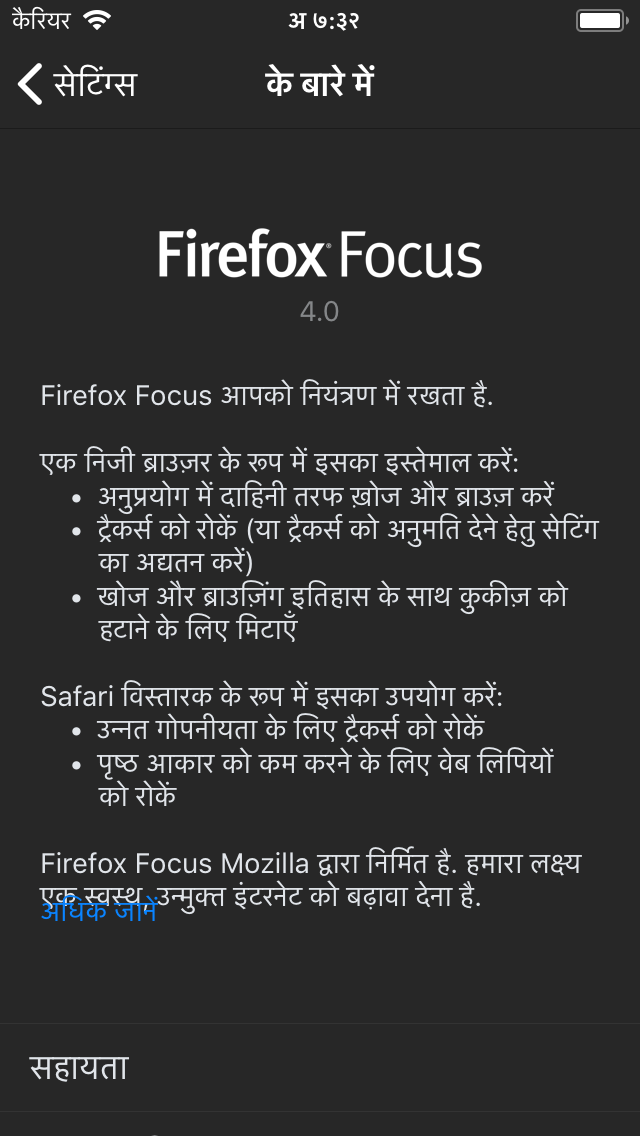 कैरियर अ ७:३२
सेटिंग्स के बारे में
Firefox Focus
4.0
Firefox Focus आपको नियंत्रण में रखता है.
एक निजी ब्राउज़र के रूप में इसका इस्तेमाल करें:
• अनुप्रयोग में दाहिनी तरफ ख़ोज और ब्राउज़ करें
• ट्रैकर्स को रोकें (या ट्रैकर्स को अनुमति देने हेतु सेटिंग
का अद्यतन करें)
• खोज और ब्राउज़िंग इतिहास के साथ कुकीज़ को
हटाने के लिए मिटाएँ
Safari विस्तारक के रूप में इसका उपयोग करें:
• उन्नत गोपनीयता के लिए ट्रैकर्स को रोकें
• पृष्ठ आकार को कम करने के लिए वेब लिपियों
को रोकें
Firefox Focus Mozilla द्वारा निर्मित है. हमारा लक्ष्य
एक स्वस्थ, उन्मुक्त इंटरनेट को बढ़ावा देना है.
अधिक जानें
सहायता